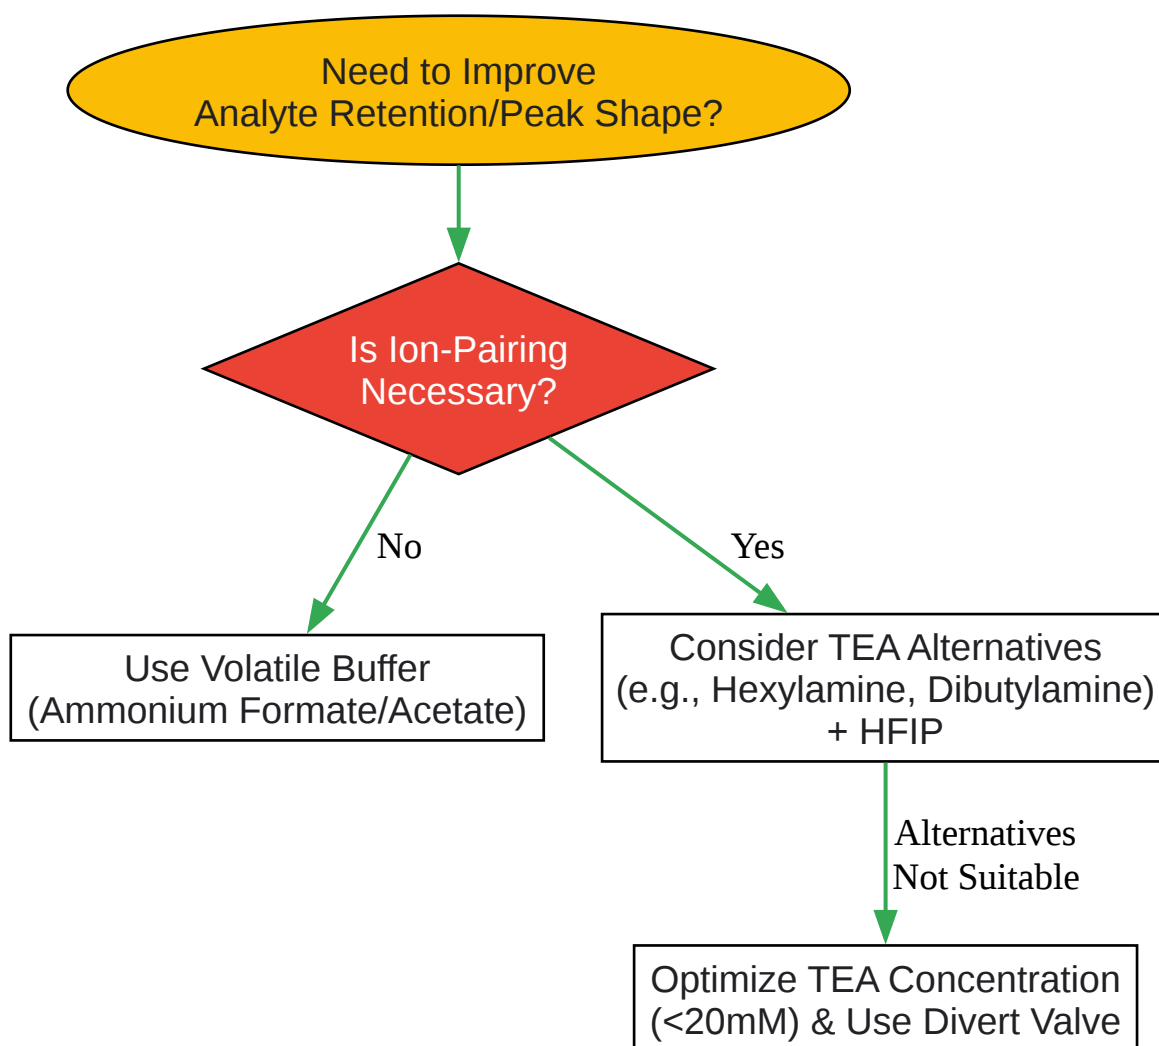 Need to Improve
Analyte Retention/Peak Shape?
Is Ion-Pairing
Necessary?
No
Yes
Use Volatile Buffer
(Ammonium Formate/Acetate)
Consider TEA Alternatives
(e.g., Hexylamine, Dibutylamine)
+ HFIP
Alternatives
Not Suitable
Optimize TEA Concentration
(<20mM) & Use Divert Valve